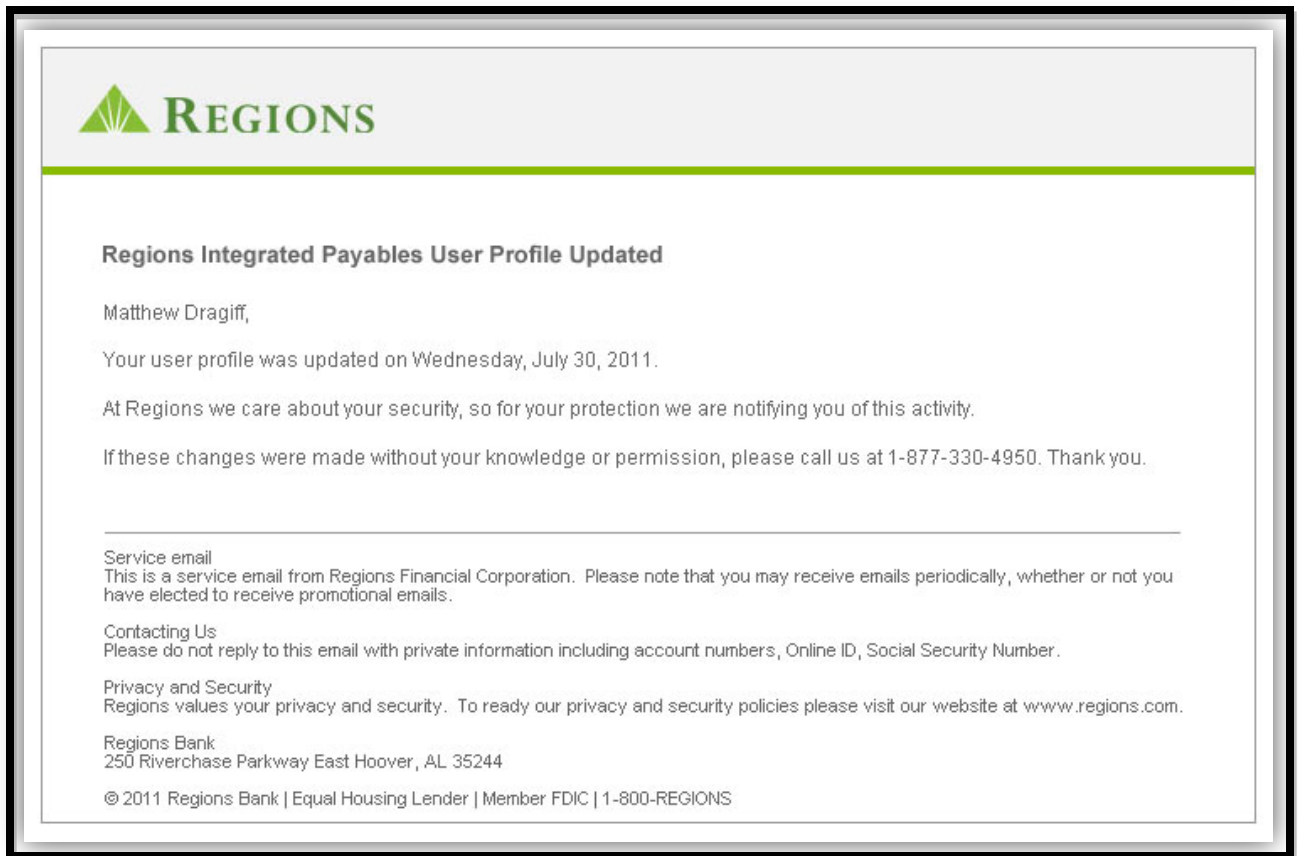 REGIONS
Regions Integrated Payables User Profile Updated
Matthew Dragiff,
Your user profile was updated on Wednesday, July 30, 2011.
At Regions we care about your security, so for your protection we are notifying you of this activity.
If these changes were made without your knowledge or permission, please call us at 1-877-330-4950. Thank you.
Service email
This is a service email from Regions Financial Corporation. Please note that you may receive emails periodically, whether or not you
have elected to receive promotional emails.
Contacting Us
Please do not reply to this email with private information including account numbers, Online ID, Social Security Number.
Privacy and Security
Regions values your privacy and security. To ready our privacy and security policies please visit our website at www.regions.com.
Regions Bank
250 Riverchase Parkway East Hoover, AL 35244
© 2011 Regions Bank | Equal Housing Lender | Member FDIC | 1-800-REGIONS